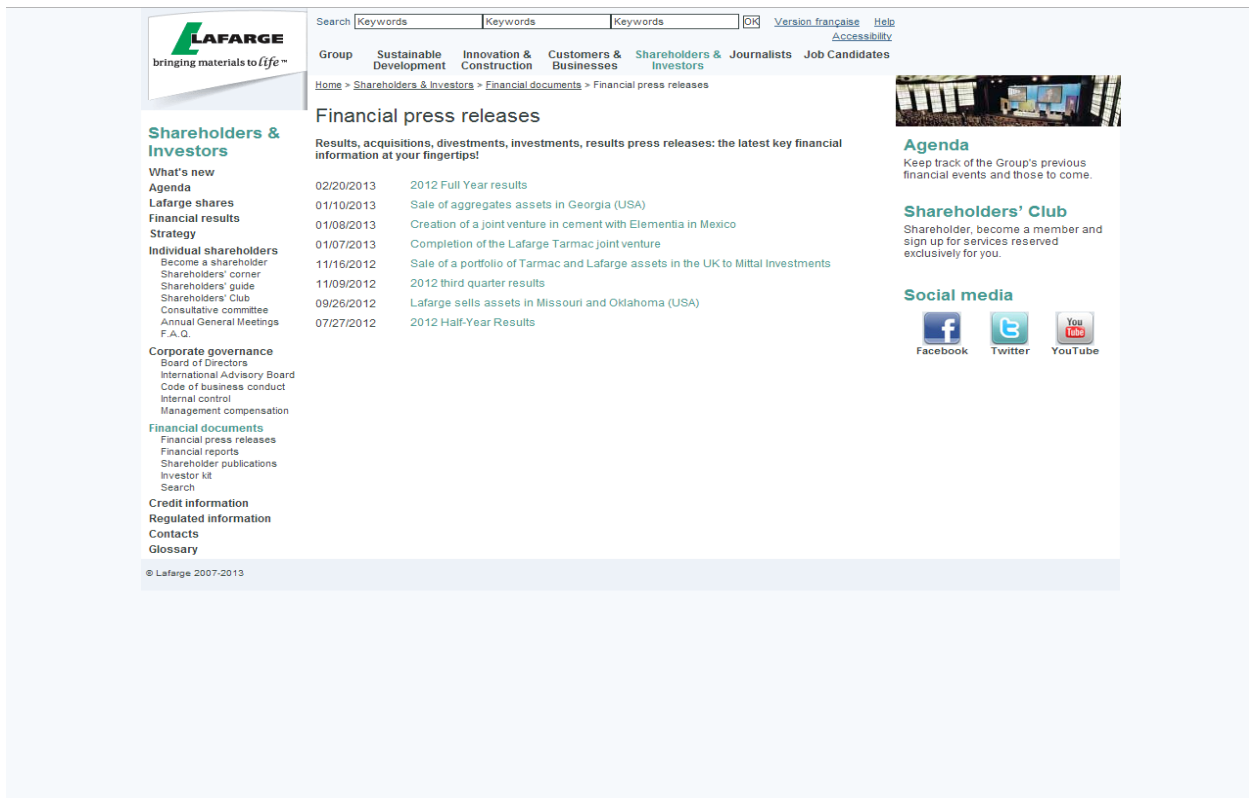 LAFARGE
bringing materials to life™
Search Keywords Keywords Keywords OK Version française Help
Accessibility
Group Sustainable Development Innovation & Construction Customers & Businesses Shareholders & Investors Journalists Job Candidates
Home > Shareholders & Investors > Financial documents > Financial press releases
Shareholders &
Investors
What's new
Agenda
Lafarge shares
Financial results
Strategy
Individual shareholders
Become a shareholder
Shareholders' corner
Shareholders' guide
Shareholders' Club
Consultative committee
Annual General Meetings
F.A.Q.
Corporate governance
Board of Directors
International Advisory Board
Code of business conduct
Internal control
Management compensation
Financial documents
Financial press releases
Financial reports
Shareholder publications
Investor kit
Search
Credit information
Regulated information
Contacts
Glossary
Financial press releases
Results, acquisitions, divestments, investments, results press releases: the latest key financial
information at your fingertips!
02/20/2013 2012 Full Year results
01/10/2013 Sale of aggregates assets in Georgia (USA)
01/08/2013 Creation of a joint venture in cement with Elementia in Mexico
01/07/2013 Completion of the Lafarge Tarmac joint venture
11/16/2012 Sale of a portfolio of Tarmac and Lafarge assets in the UK to Mittal Investments
11/09/2012 2012 third quarter results
09/26/2012 Lafarge sells assets in Missouri and Oklahoma (USA)
07/27/2012 2012 Half-Year Results
Agenda
Keep track of the Group's previous
financial events and those to come.
Shareholders' Club
Shareholder, become a member and
sign up for services reserved
exclusively for you.
Social media
You
Tube
Facebook Twitter YouTube
© Lafarge 2007-2013